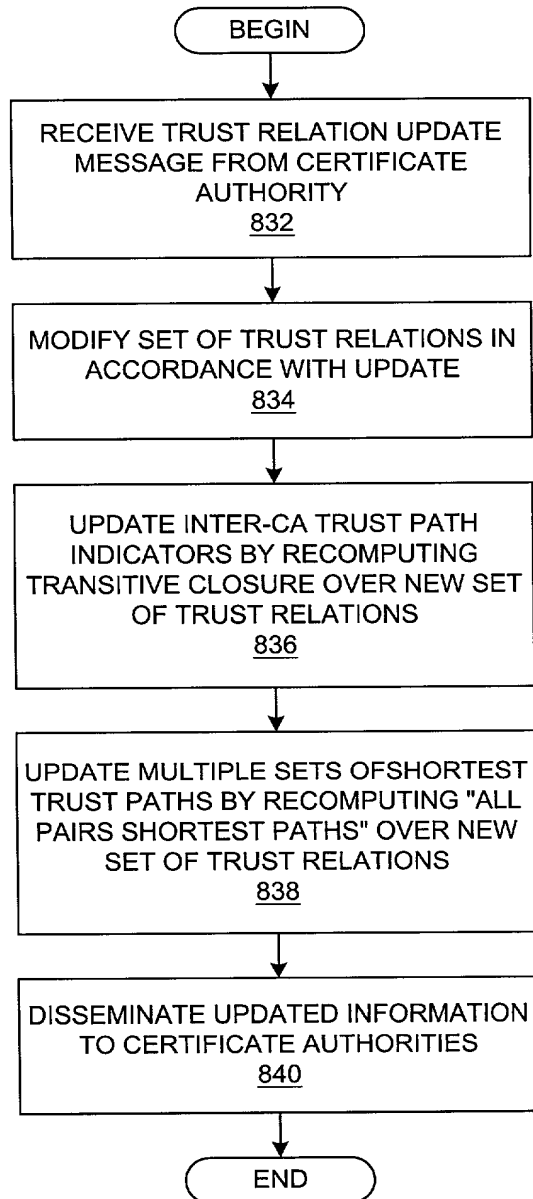 BEGIN
RECEIVE TRUST RELATION UPDATE
MESSAGE FROM CERTIFICATE
AUTHORITY
832
MODIFY SET OF TRUST RELATIONS IN
ACCORDANCE WITH UPDATE
834
UPDATE INTER-CA TRUST PATH
INDICATORS BY RECOMPUTING
TRANSITIVE CLOSURE OVER NEW SET
OF TRUST RELATIONS
836
UPDATE MULTIPLE SETS OFSHORTEST
TRUST PATHS BY RECOMPUTING "ALL
PAIRS SHORTEST PATHS" OVER NEW
SET OF TRUST RELATIONS
838
DISSEMINATE UPDATED INFORMATION
TO CERTIFICATE AUTHORITIES
840
END